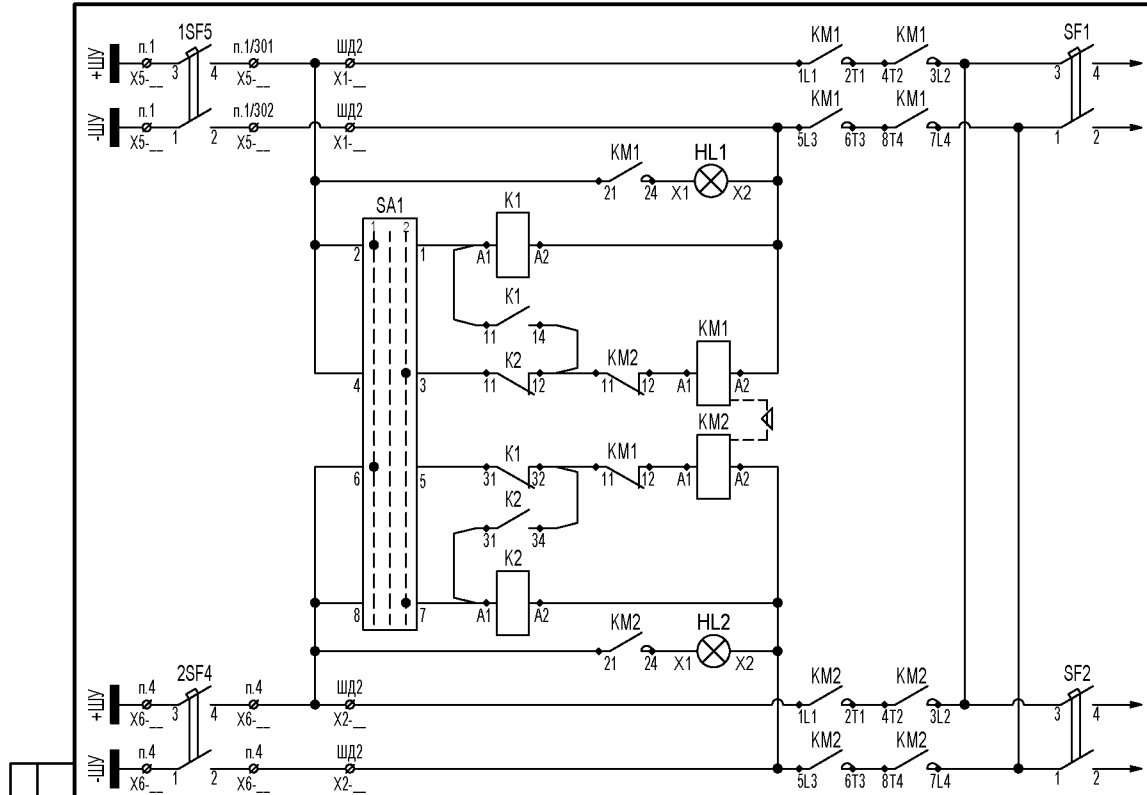 1SF5
KM1
KM1
SF1
+ШУ
п.1
п.1/301
ШД2
3
4
1L1
2T1
4T2
3L2
3
4
X5-__
X5-__
X1-__
-ШУ
п.1
п.1/302
ШД2
KM1
KM1
1
2
5L3
6T3
8T4
7L4
1
2
X5-__
X5-__
X1-__
KM1
HL1
21
24
X1
X2
SA1
K1
1
2
2
1
A1
A2
K1
11
14
KM1
K2
KM2
4
3
11
12
11
12
A1
A2
KM2
K1
KM1
6
5
31
32
11
12
A1
A2
K2
31
34
K2
8
7
A1
A2
KM2
HL2
21
24
X1
X2
2SF4
KM2
KM2
SF2
+ШУ
п.4
п.4
ШД2
3
4
1L1
2T1
4T2
3L2
3
4
X6-__
X6-__
X2-__
-ШУ
п.4
п.4
ШД2
KM2
KM2
1
2
5L3
6T3
8T4
7L4
1
2
X6-__
X6-__
X2-__